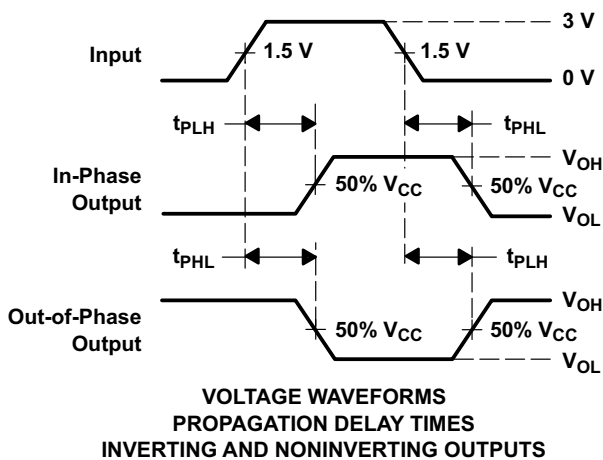 3 V
Input
1.5 V
1.5 V
0 V
tPLH
tPHL
VOH
In-Phase
Output
50% VCC
50% VCC
VOL
tPHL
tPLH
VOH
Out-of-Phase
Output
50% VCC
50% VCC
VOL
VOLTAGE WAVEFORMS
PROPAGATION DELAY TIMES
INVERTING AND NONINVERTING OUTPUTS